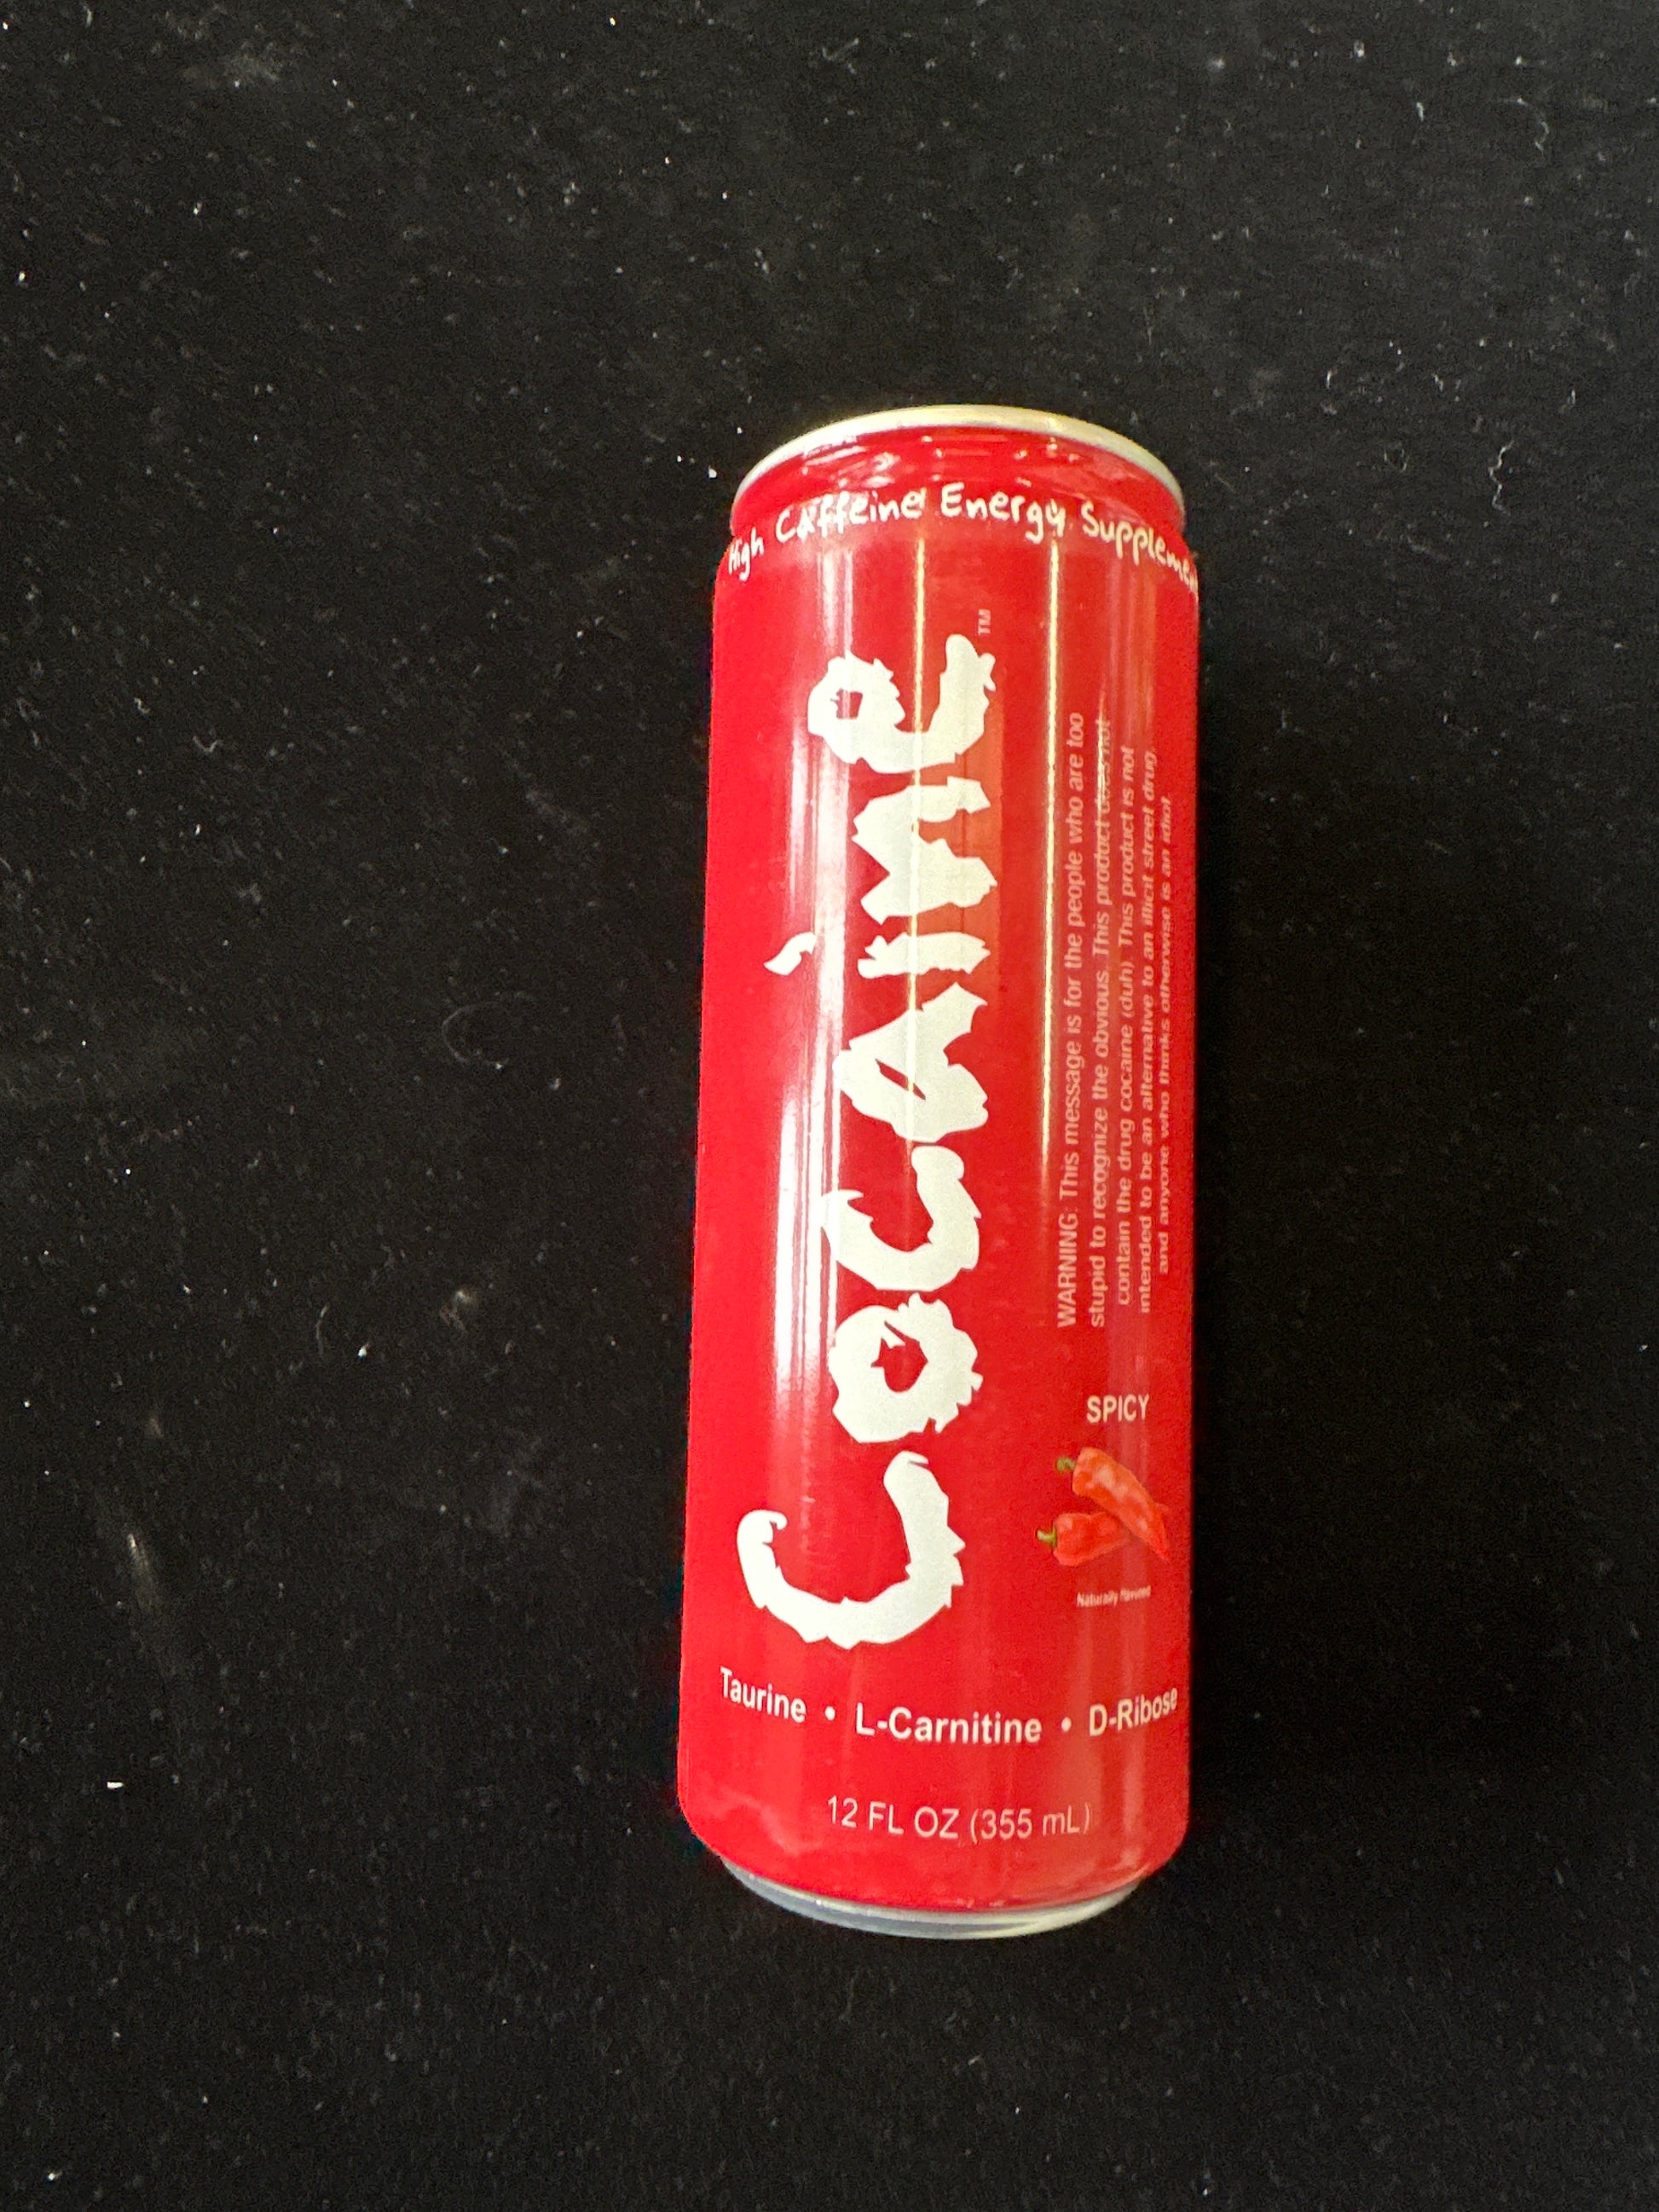 High Caffeine Energy Supplement
Cocaine™
WARNING: This message is for the people who are too
stupid to recognize the obvious. This product does not
contain the drug cocaine (duh). This product is not
intended to be an alternative to an illicit street drug,
and anyone who thinks otherwise is an idiot.
SPICY
Naturally flavored
Taurine • L-Carnitine • D-Ribose
12 FL OZ (355 mL)